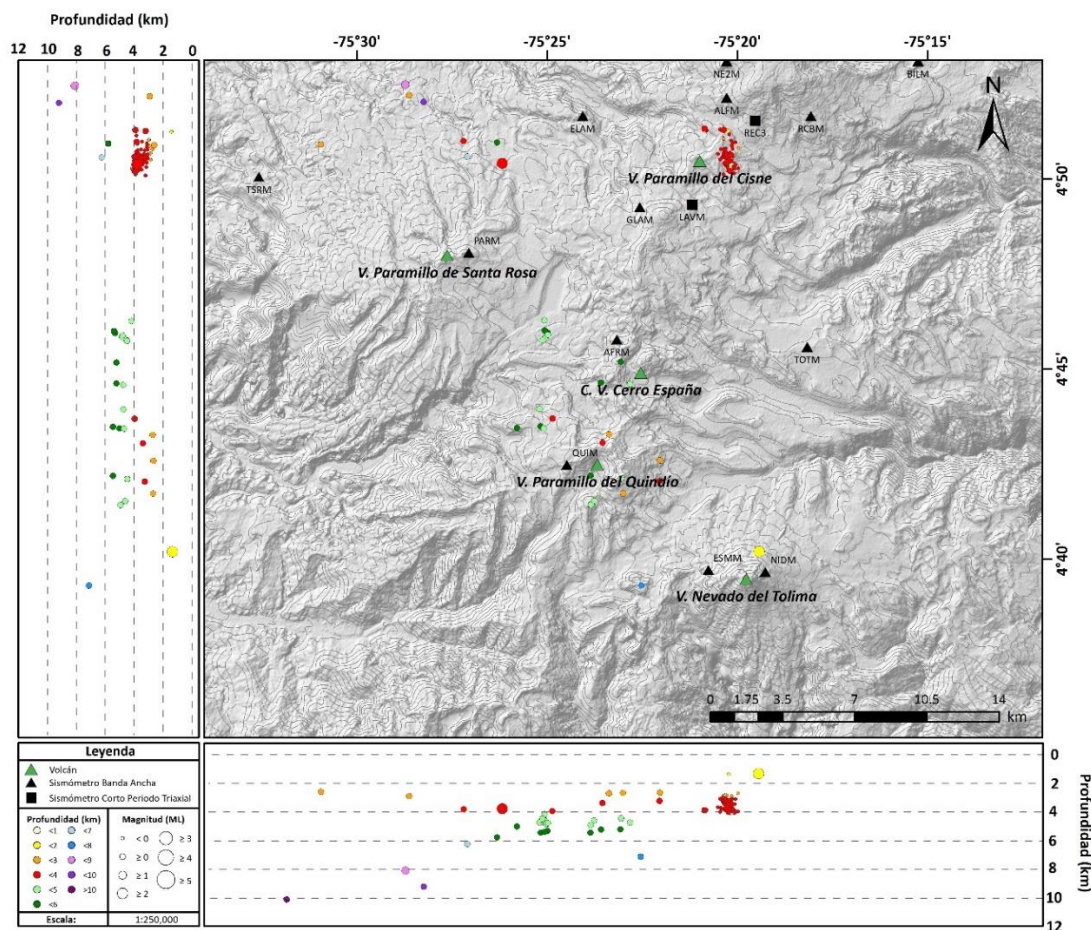 Profundidad (km)
12 10 8 6 4 2 0
-75°30' -75°25' -75°20' -75°15'
NE2M
BILM
N
ALFM
ELAM
REC3
RCBM
4°50'
V. Paramillo del Cisne
TSRM
GLAM
LAVM
PARM
V. Paramillo de Santa Rosa
AFRM
TOTM
4°45'
C. V. Cerro España
QUIM
V. Paramillo del Quindío
4°40'
ESMM
NIDM
V. Nevado del Tolima
0 1.75 3.5 7 10.5 14
km
Leyenda
Volcán
Sismómetro Banda Ancha
Sismómetro Corto Periodo Triaxial
Profundidad (km)
<1 <7
<2 <8
<3 <9
<4 <10
<5 >10
<6
Magnitud (ML)
< 0 ≥ 3
≥ 0 ≥ 4
≥ 1 ≥ 5
≥ 2
Escala: 1:250,000
0
2
4
6
8
10
12
Profundidad (km)